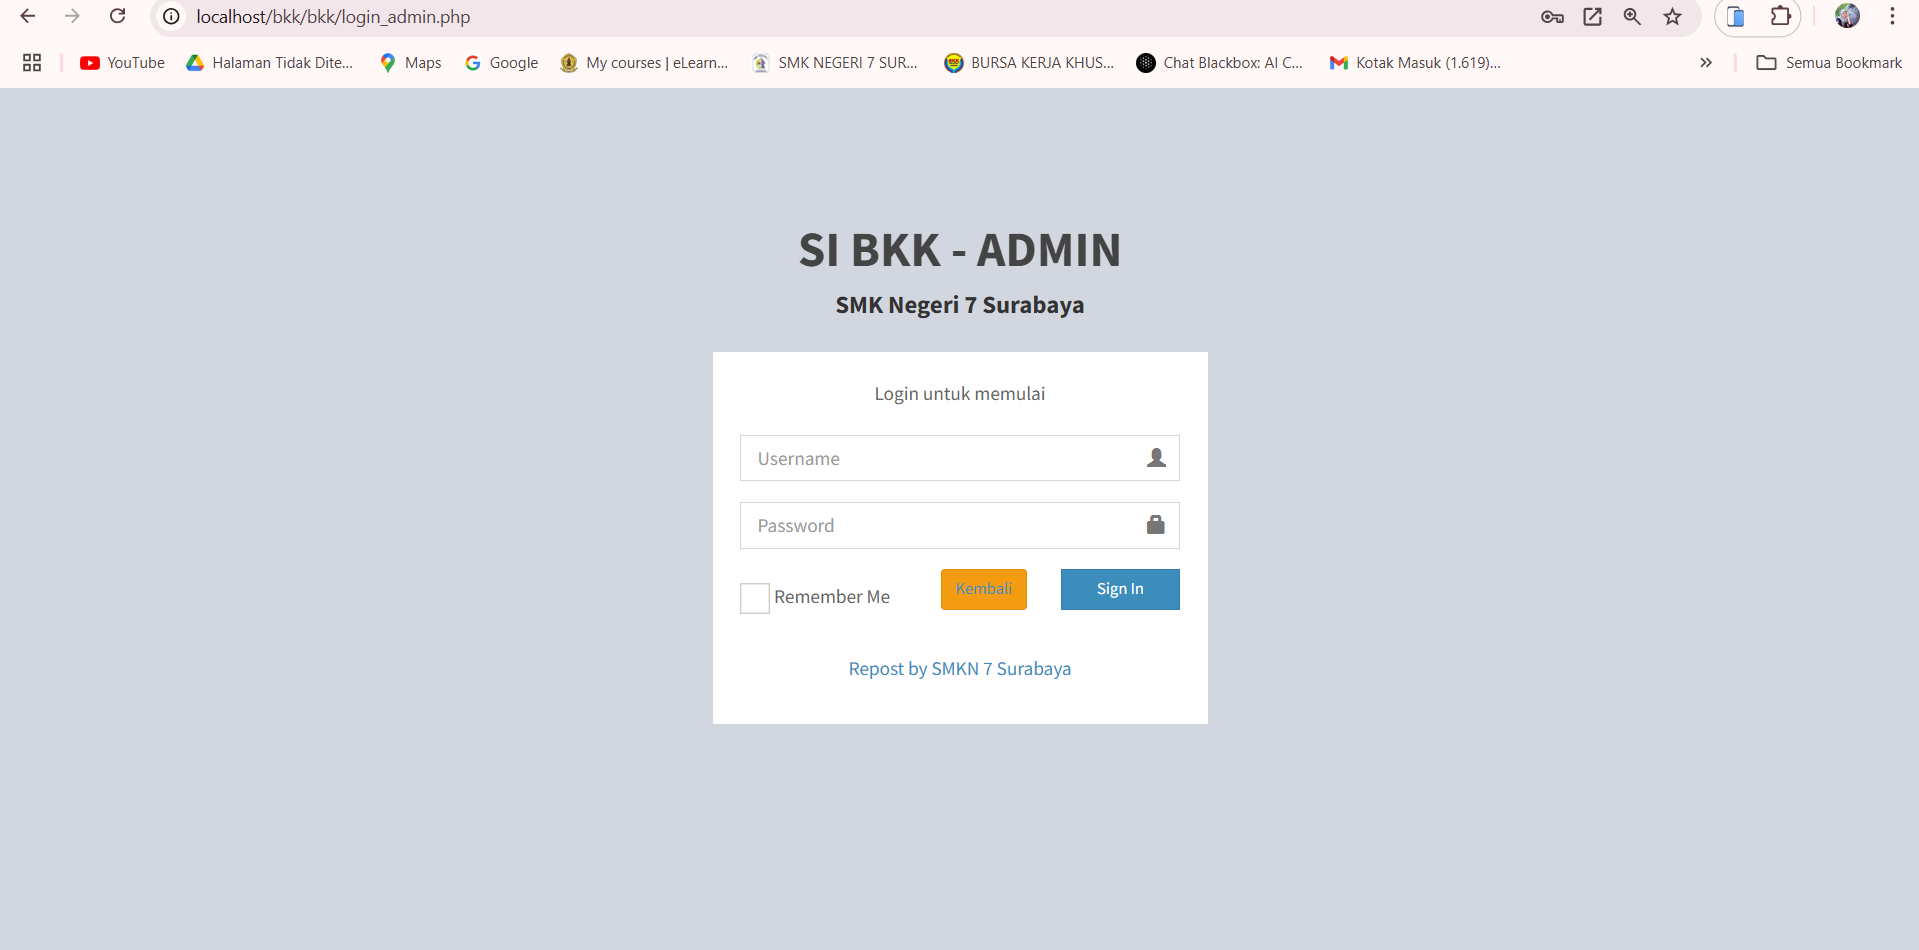 localhost/bkk/bkk/login_admin.php
YouTube Halaman Tidak Dite... Maps Google My courses | eLearn... SMK NEGERI 7 SUR... BURSA KERJA KHUS... Chat Blackbox: AI C... Kotak Masuk (1.619)... » Semua Bookmark
SI BKK - ADMIN
SMK Negeri 7 Surabaya
Login untuk memulai
Username
Password
Remember Me Kembali Sign In
Repost by SMKN 7 Surabaya